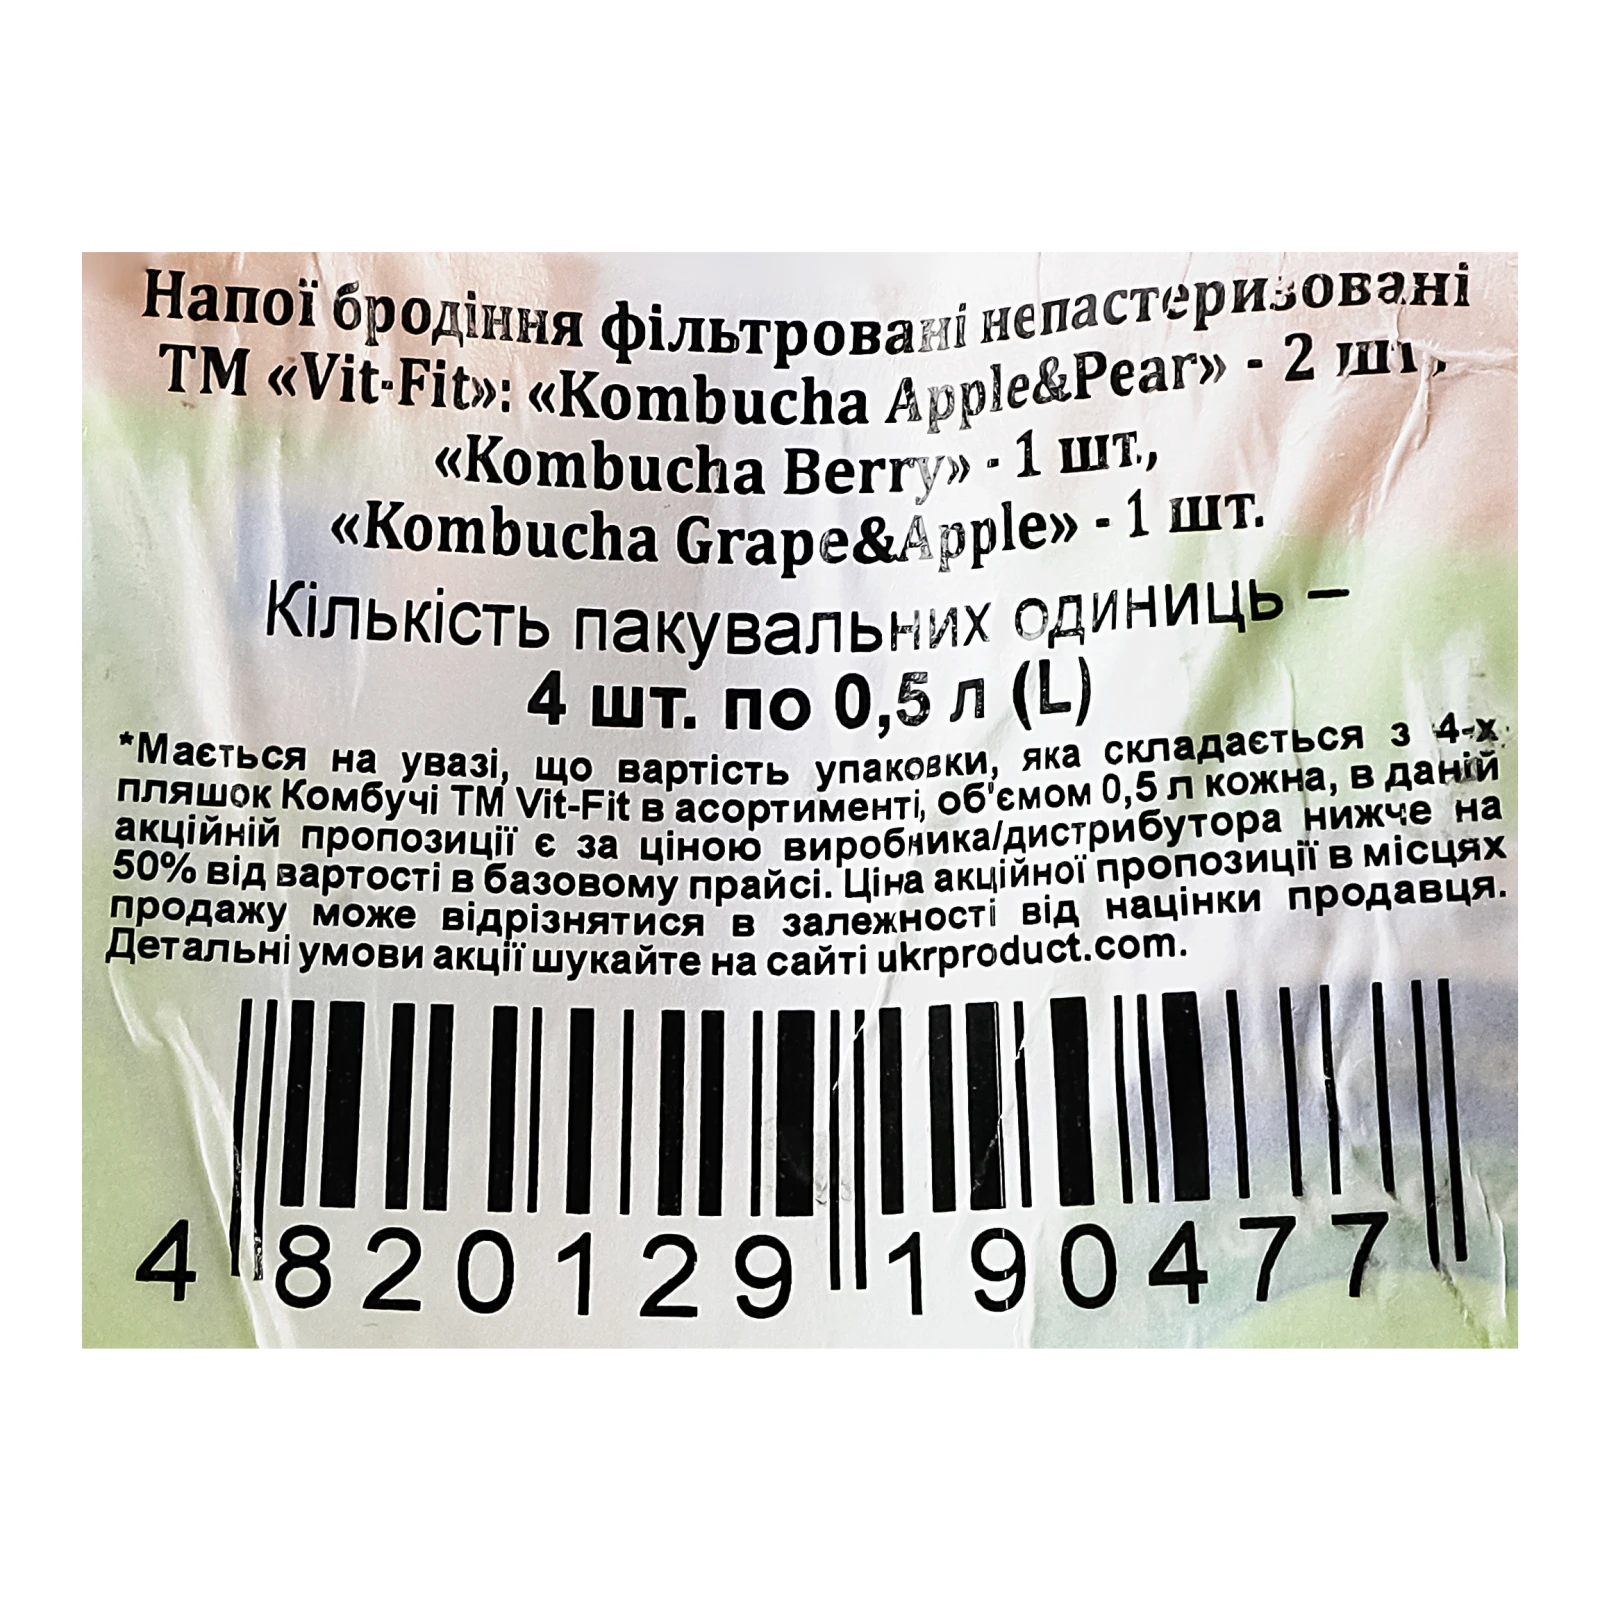 Напої бродіння фільтровані непастеризовані
ТМ «Vit-Fit»: «Kombucha Apple&Pear» - 2 шт.,
«Kombucha Berry» - 1 шт.,
«Kombucha Grape&Apple» - 1 шт.
Кількість пакувальних одиниць –
4 шт. по 0,5 л (L)
*Мається на увазі, що вартість упаковки, яка складається з 4-х
пляшок Комбучі ТМ Vit-Fit в асортименті, об'ємом 0,5 л кожна, в даній
акційній пропозиції є за ціною виробника/дистрибутора нижче на
50% від вартості в базовому прайсі. Ціна акційної пропозиції в місцях
продажу може відрізнятися в залежності від націнки продавця.
Детальні умови акції шукайте на сайті ukrproduct.com.
4 820129 190477